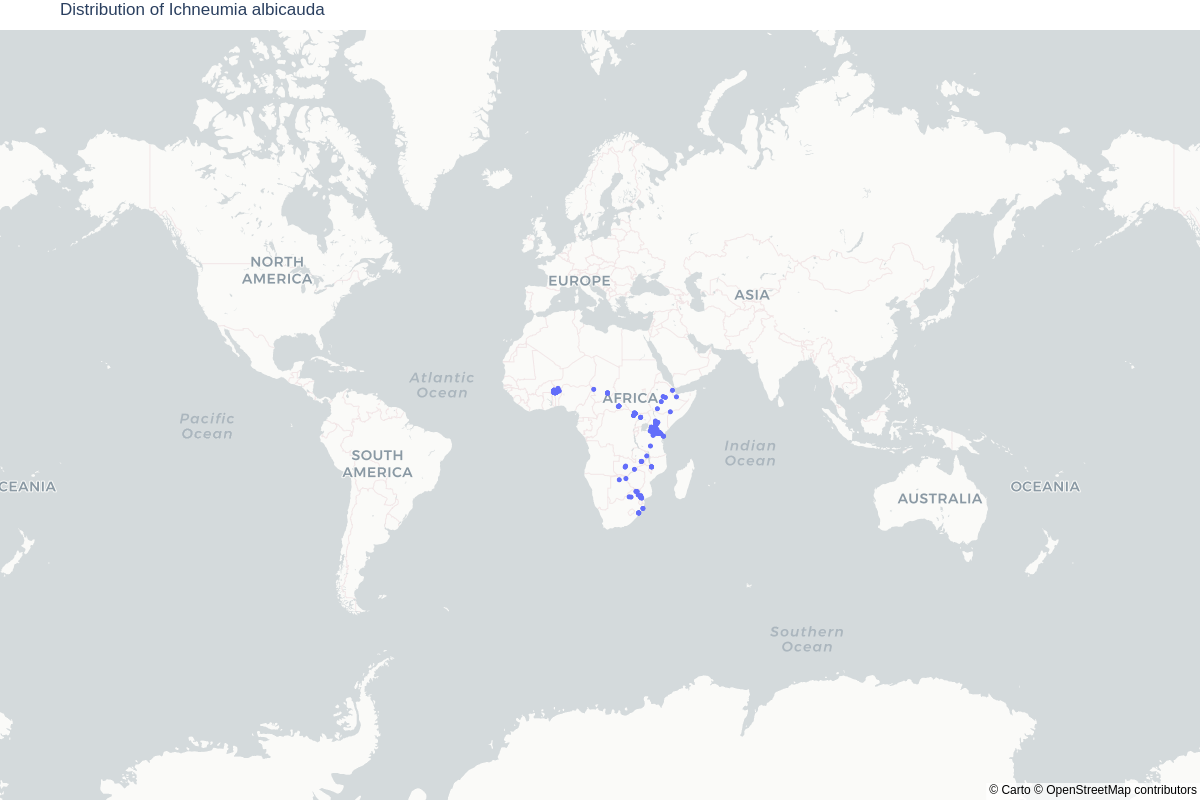 Distribution of Ichneumia albicauda
NORTH
AMERICA
EUROPE
ASIA
Atlantic
Ocean
AFRICA
Pacific
Ocean
SOUTH
AMERICA
Indian
Ocean
CEANIA
AUSTRALIA
OCEANIA
Southern
Ocean
© Carto © OpenStreetMap contributors